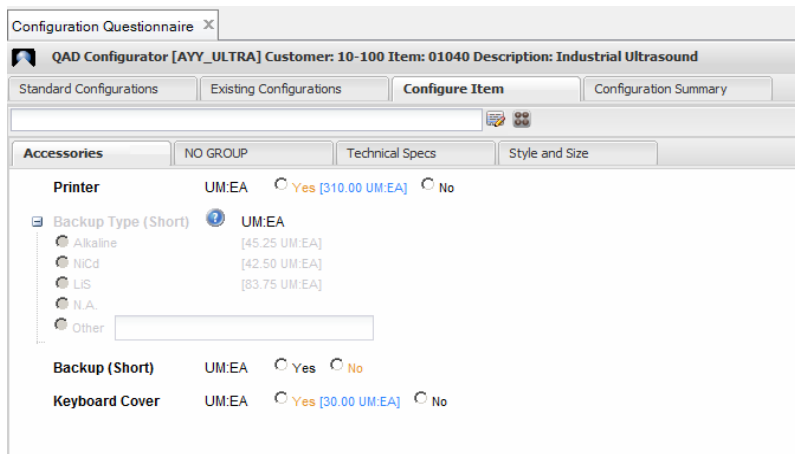 Configuration Questionnaire X
QAD Configurator [AYY_ULTRA] Customer: 10-100 Item: 01040 Description: Industrial Ultrasound
Standard Configurations Existing Configurations Configure Item Configuration Summary
Accessories NO GROUP Technical Specs Style and Size
Printer UM:EA Yes [310.00 UM:EA] No
Backup Type (Short) ? UM:EA
Alkaline [45.25 UM:EA]
NiCd [42.50 UM:EA]
LiS [83.75 UM:EA]
N.A.
Other
Backup (Short) UM:EA Yes No
Keyboard Cover UM:EA Yes [30.00 UM:EA] No